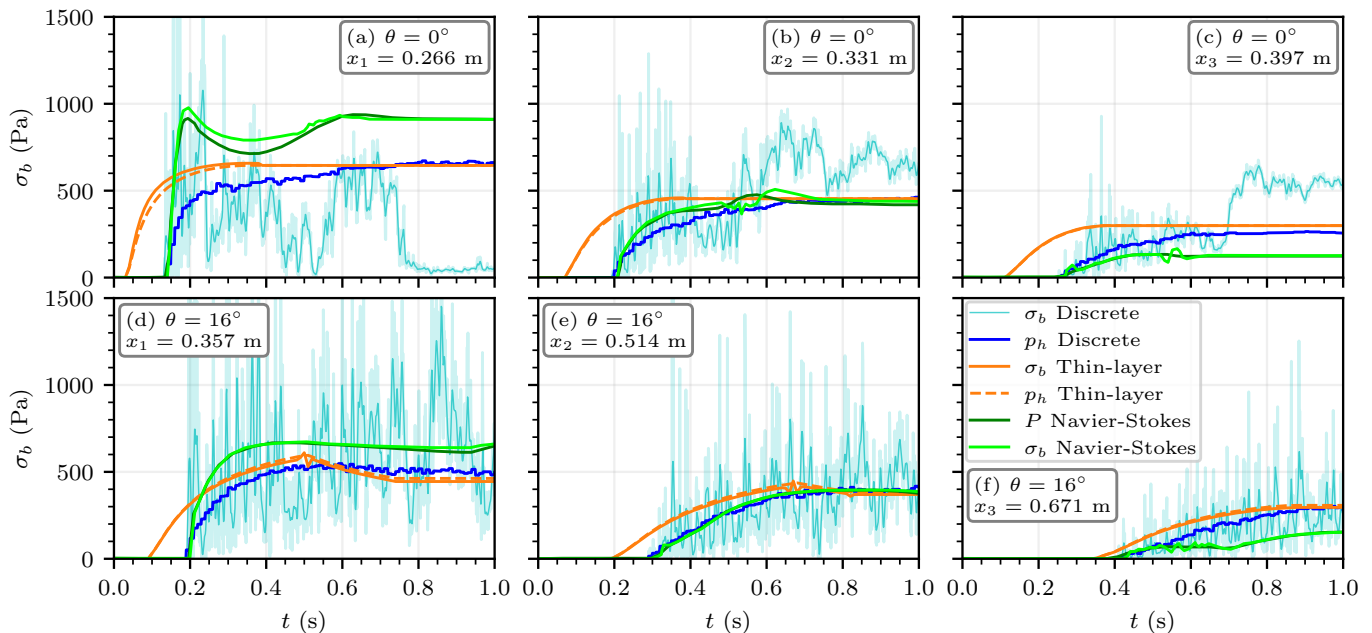 1500
1000
500
0
σ_b (Pa)
(a) θ = 0°
x₁ = 0.266 m
(b) θ = 0°
x₂ = 0.331 m
(c) θ = 0°
x₃ = 0.397 m
1500
1000
500
0
σ_b (Pa)
(d) θ = 16°
x₁ = 0.357 m
(e) θ = 16°
x₂ = 0.514 m
σ_b Discrete
p_h Discrete
σ_b Thin-layer
p_h Thin-layer
P Navier-Stokes
σ_b Navier-Stokes
(f) θ = 16°
x₃ = 0.671 m
0.0 0.2 0.4 0.6 0.8 1.0
0.0 0.2 0.4 0.6 0.8 1.0
0.0 0.2 0.4 0.6 0.8 1.0
t (s)
t (s)
t (s)